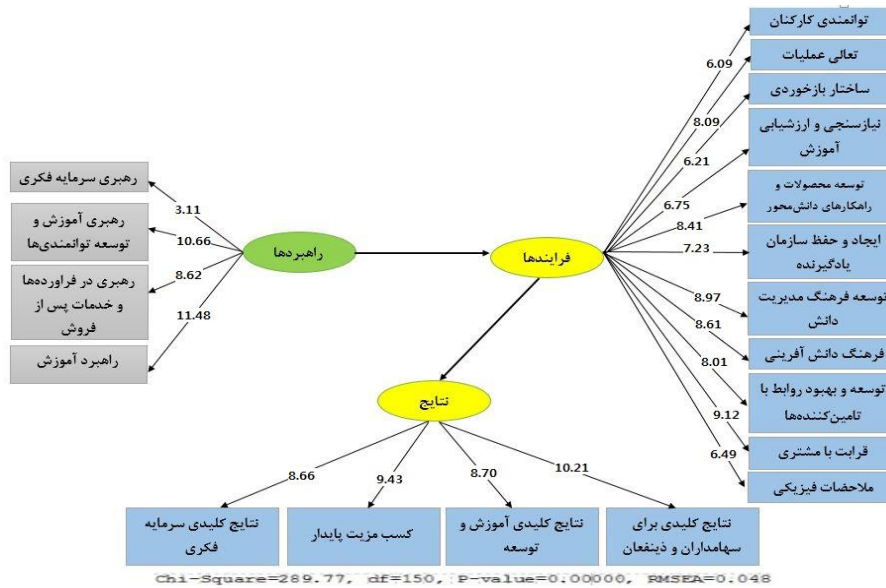 توانمندی کارکنان
تعالی عملیات
ساختار بازخوردی
نیازسنجی و ارزشیابی
آموزش
توسعه محصولات و
راهکارهای دانش‌محور
ایجاد و حفظ سازمان
یادگیرنده
توسعه فرهنگ مدیریت
دانش
فرهنگ دانش آفرینی
توسعه و بهبود روابط با
تامین‌کننده‌ها
قرابت با مشتری
ملاحضات فیزیکی
6.09
8.09
6.21
6.75
8.41
7.23
8.97
8.61
8.01
9.12
6.49
فرایندها
راهبردها
رهبری سرمایه فکری
رهبری آموزش و
توسعه توانمندی‌ها
رهبری در فراورده‌ها
و خدمات پس از
فروش
راهبرد آموزش
3.11
10.66
8.62
11.48
نتایج
8.66
9.43
8.70
10.21
نتایج کلیدی برای
سهامداران و ذینفعان
نتایج کلیدی آموزش و
توسعه
کسب مزیت پایدار
نتایج کلیدی سرمایه
فکری
Chi-Square=289.77, df=150, P-value=0.00000, RMSEA=0.048